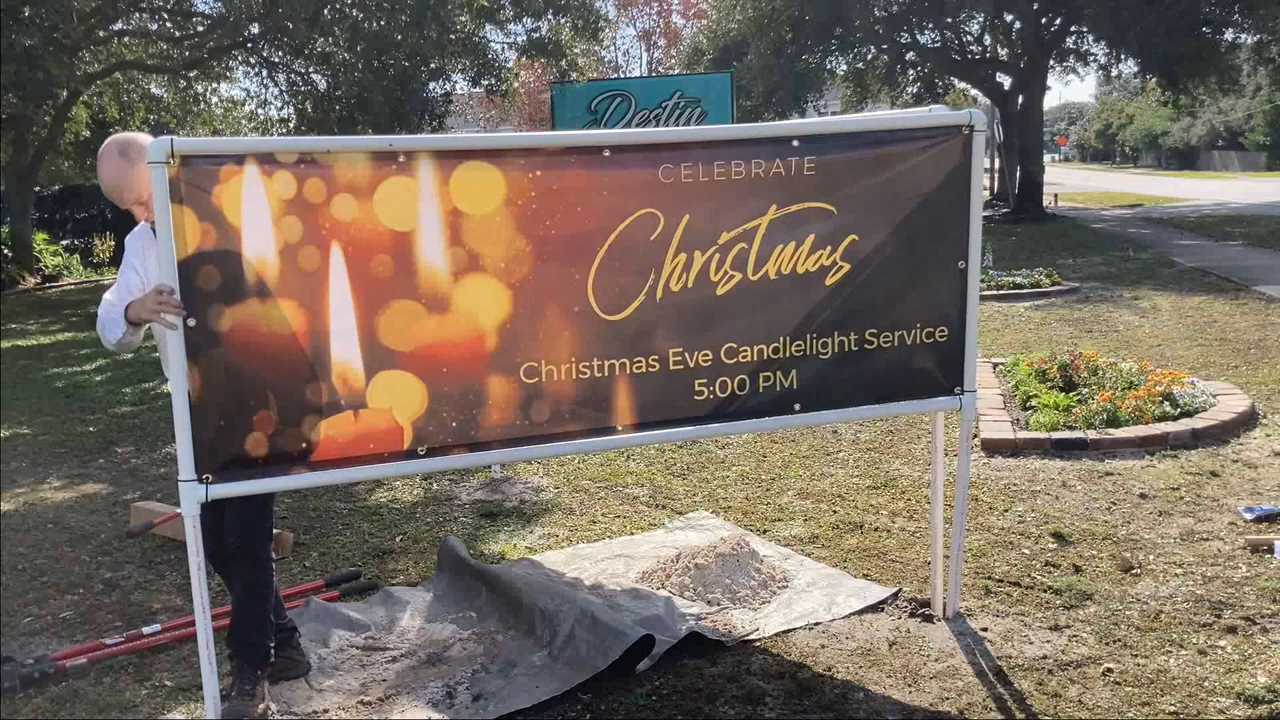 Destin
CELEBRATE
Christmas
Christmas Eve Candlelight Service
5:00 PM